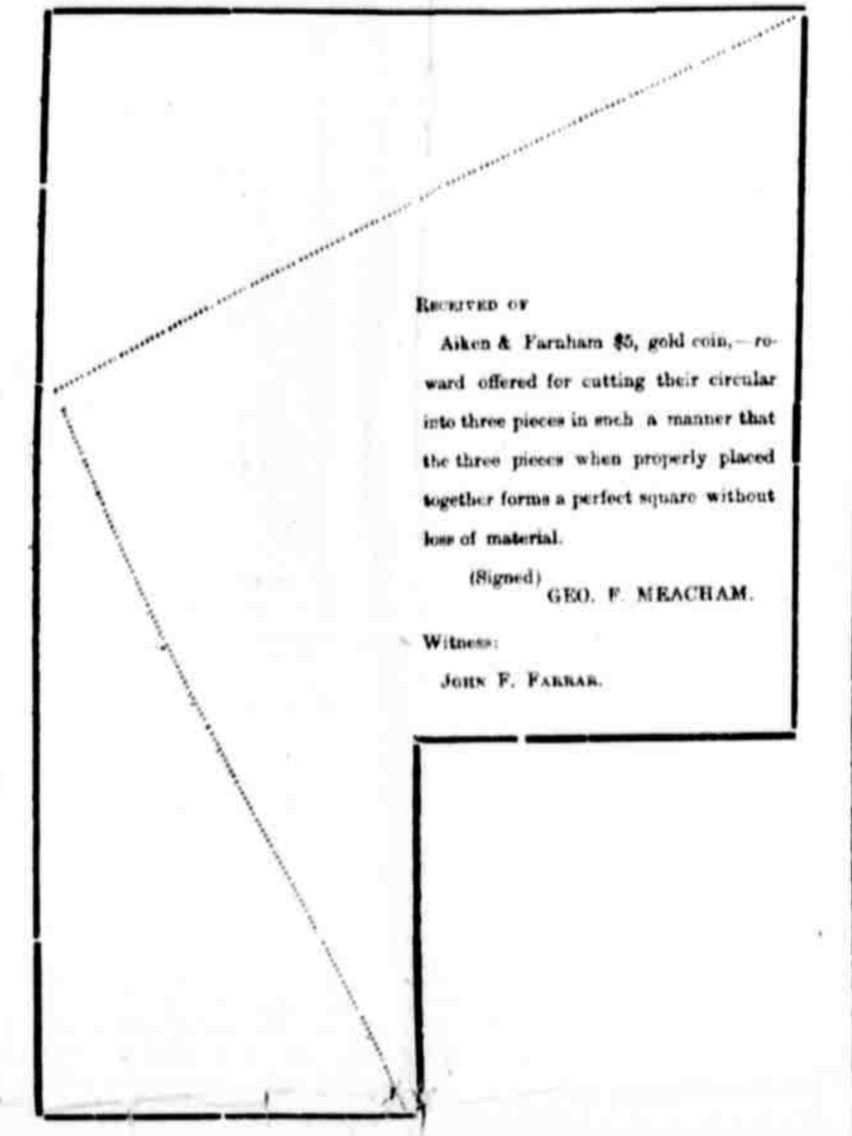 RECEIVED OF
Aiken & Farnham $5, gold coin,—re-
ward offered for cutting their circular
into three pieces in such a manner that
the three pieces when properly placed
together forms a perfect square without
loss of material.
(Signed)
GEO. F. MEACHAM.
Witness:
JOHN F. FARRAR.